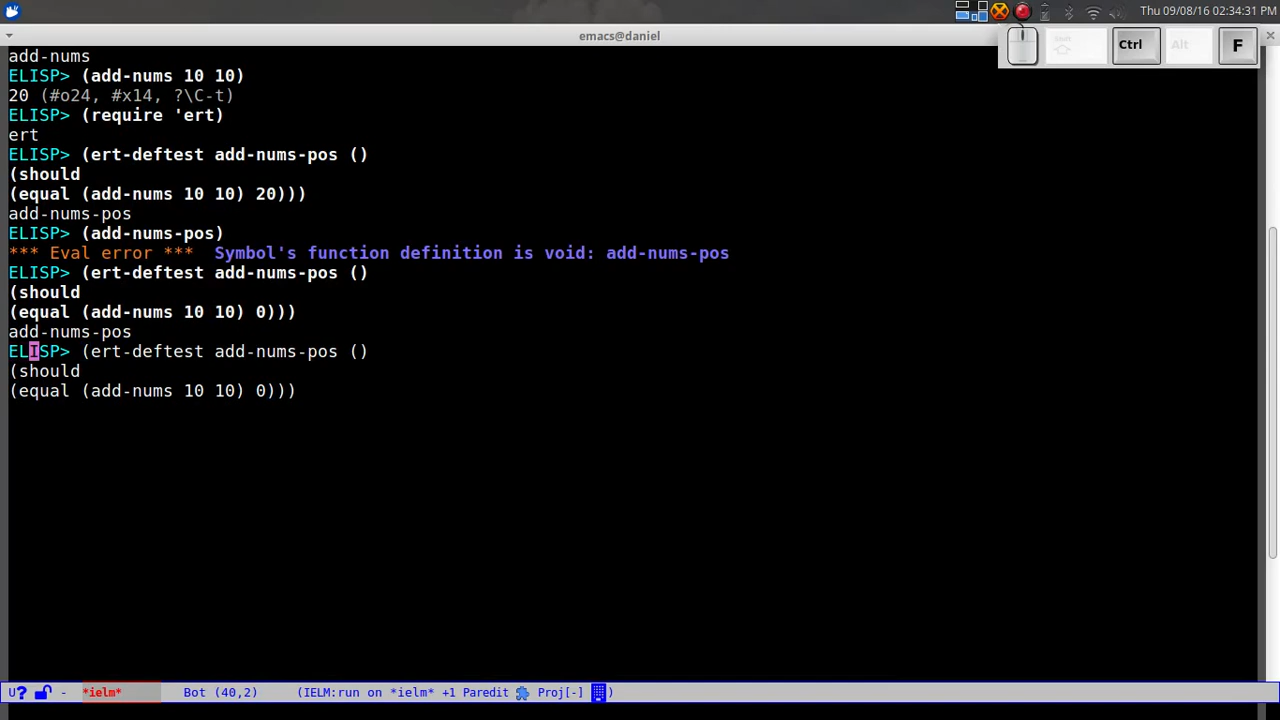 Thu 09/08/16 02:34:31 PM
emacs@daniel
Ctrl
Alt
F
add-nums
ELISP> (add-nums 10 10)
20 (#o24, #x14, ?\C-t)
ELISP> (require 'ert)
ert
ELISP> (ert-deftest add-nums-pos ()
(should
(equal (add-nums 10 10) 20)))
add-nums-pos
ELISP> (add-nums-pos)
*** Eval error ***  Symbol's function definition is void: add-nums-pos
ELISP> (ert-deftest add-nums-pos ()
(should
(equal (add-nums 10 10) 0)))
add-nums-pos
ELISP> (ert-deftest add-nums-pos ()
(should
(equal (add-nums 10 10) 0)))
U? - *ielm* Bot (40,2) (IELM:run on *ielm* +1 Paredit Proj[-] )